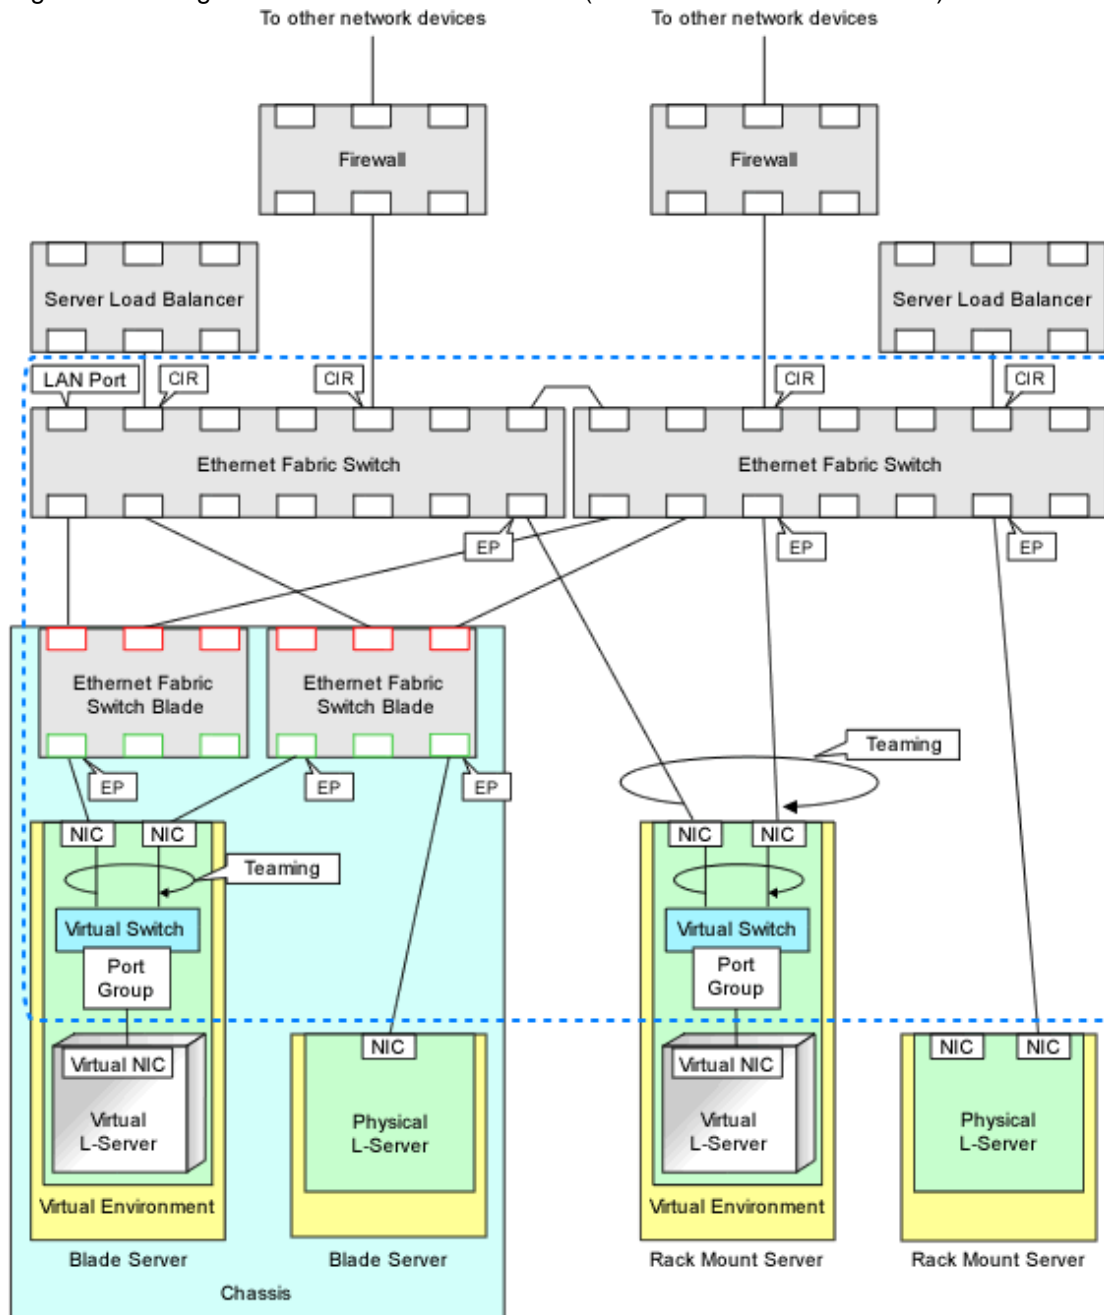 To other network devices
To other network devices
Firewall
Firewall
Server Load Balancer
Server Load Balancer
LAN Port
CIR
CIR
CIR
CIR
Ethernet Fabric Switch
Ethernet Fabric Switch
EP
EP
EP
Ethernet Fabric
Switch Blade
Ethernet Fabric
Switch Blade
Teaming
EP
EP
EP
NIC
NIC
NIC
NIC
Teaming
Virtual Switch
Virtual Switch
Port
Group
Port
Group
NIC
NIC
NIC
Virtual NIC
Virtual NIC
Virtual
L-Server
Physical
L-Server
Virtual
L-Server
Physical
L-Server
Virtual Environment
Virtual Environment
Blade Server
Blade Server
Rack Mount Server
Rack Mount Server
Chassis